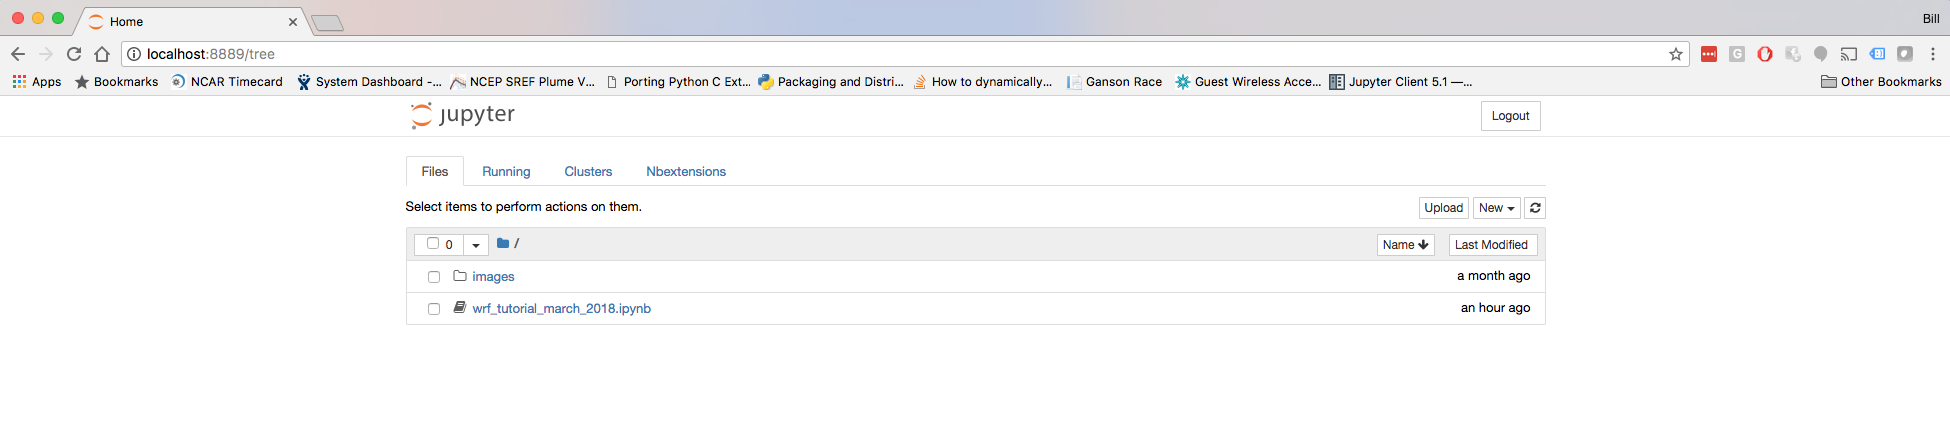 Home
Bill
localhost:8889/tree
Apps Bookmarks NCAR Timecard System Dashboard -... NCEP SREF Plume V... Porting Python C Ext... Packaging and Distri... How to dynamically... Ganson Race Guest Wireless Acce... Jupyter Client 5.1 —... Other Bookmarks
jupyter
Logout
Files Running Clusters Nbextensions
Select items to perform actions on them.
Upload New
0 / Name Last Modified
images a month ago
wrf_tutorial_march_2018.ipynb an hour ago